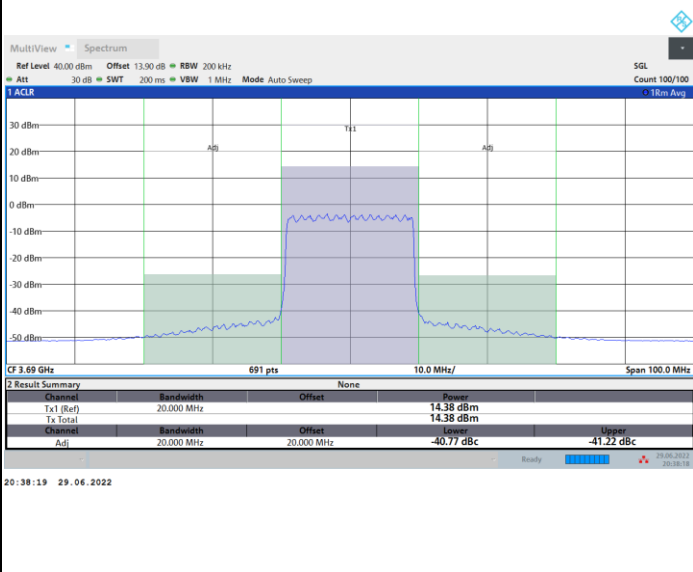 MultiView Spectrum
Ref Level 40.00 dBm Offset 13.90 dB RBW 200 kHz SGL
Att 30 dB SWT 200 ms VBW 1 MHz Mode Auto Sweep Count 100/100
1 ACLR 1Rm Avg
30 dBm
Tx1
20 dBm Adj Adj
10 dBm
0 dBm
-10 dBm
-20 dBm
-30 dBm
-40 dBm
-50 dBm
CF 3.69 GHz 691 pts 10.0 MHz/ Span 100.0 MHz
2 Result Summary None
Channel Bandwidth Offset Power
Tx1 (Ref) 20.000 MHz 14.38 dBm
Tx Total 14.38 dBm
Channel Bandwidth Offset Lower Upper
Adj 20.000 MHz 20.000 MHz -40.77 dBc -41.22 dBc
Ready 29.06.2022
20:38:18
20:38:19 29.06.2022